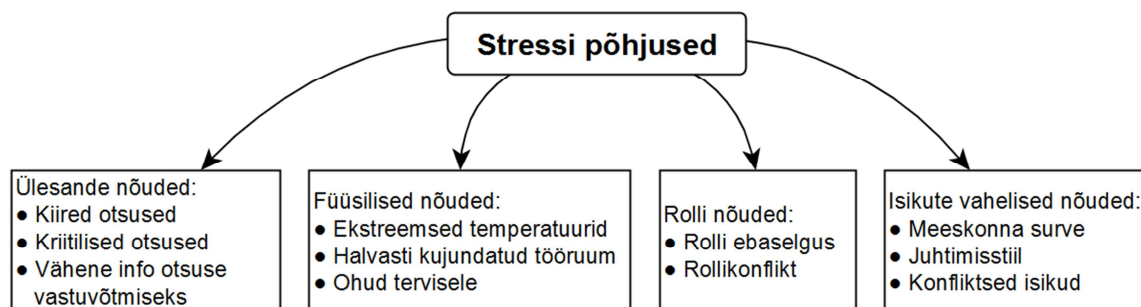 Stressi põhjused
Ülesande nõuded:
● Kiired otsused
● Kriitilised otsused
● Vähene info otsuse
vastuvõtmiseks
Füüsilised nõuded:
● Ekstreemsed temperatuurid
● Halvasti kujundatud tööruum
● Ohud tervisele
Rolli nõuded:
● Rolli ebaselgus
● Rollikonflikt
Isikute vahelised nõuded:
● Meeskonna surve
● Juhtimisstiil
● Konfliktsed isikud